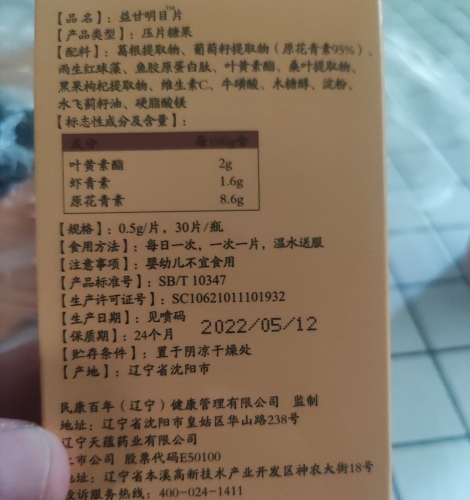 【品名】：益甘明目片™
【产品类型】：压片糖果
【配料】：葛根提取物、葡萄籽提取物（原花青素95%）、
雨生红球藻、鱼胶原蛋白肽、叶黄素酯、桑叶提取物、
黑果枸杞提取物、维生素C、牛磺酸、木糖醇、淀粉、
水飞蓟籽油、硬脂酸镁
【标志性成分及含量】：
成分 每100g含
叶黄素酯 2g
虾青素 1.6g
原花青素 8.6g
【规格】：0.5g/片，30片/瓶
【食用方法】：每日一次，一次一片，温水送服
【注意事项】：婴幼儿不宜食用
【产品标准号】：SB/T 10347
【生产许可证号】：SC10621011101932
【生产日期】：见喷码
2022/05/12
【保质期】：24个月
【贮存条件】：置于阴凉干燥处
【产地】：辽宁省沈阳市
民康百年（辽宁）健康管理有限公司 监制
地址：辽宁省沈阳市皇姑区华山路238号
辽宁天蕴药业有限公司
上市公司 股票代码E50100
地址：辽宁省本溪高新技术产业开发区神农大街18号
投诉服务热线：400-024-1411